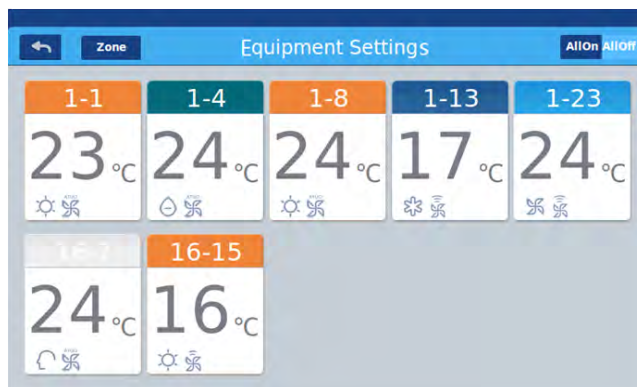 Zone Equipment Settings AllOn AllOff
1-1 1-4 1-8 1-13 1-23
23 °C 24 °C 24 °C 17 °C 24 °C
16-15
24 °C 16 °C